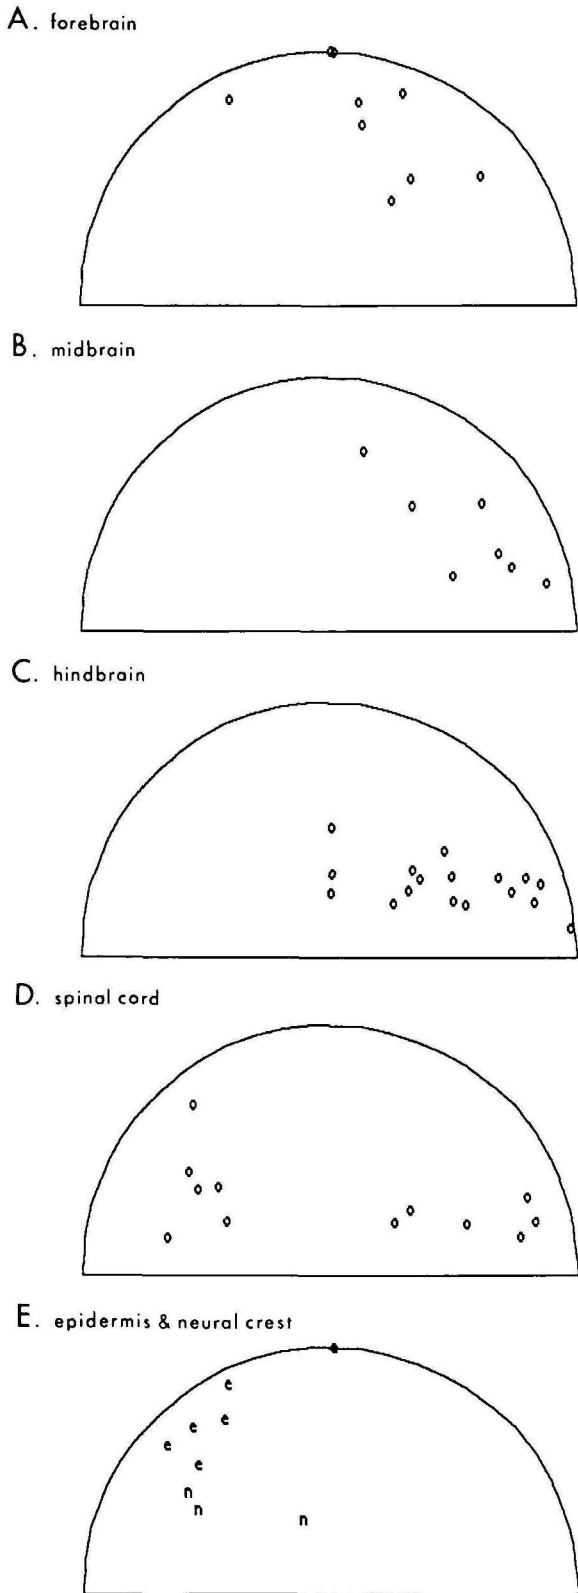 A. forebrain
B. midbrain
C. hindbrain
D. spinal cord
E. epidermis & neural crest
e
e
e
e
e
n
n
n